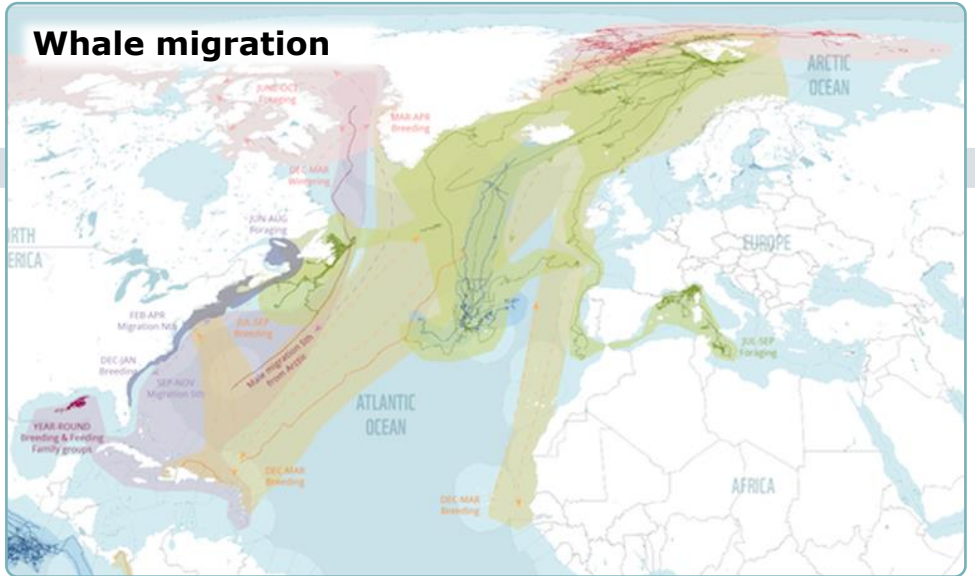 Whale migration
ARCTIC
OCEAN
JUNE-OCT
Foraging
MAR-APR
Breeding
DEC-MAR
Wintering
JUN-AUG
Foraging
RTH
ERICA
EUROPE
FEB-APR
Migration Nth
JUL-SEP
Breeding
JUL-SEP
Foraging
DEC-JAN
Breeding
SEP-NOV
Migration Sth
Male migration Sth
from Arctic
ATLANTIC
OCEAN
YEAR-ROUND
Breeding & Feeding
Family groups
DEC-MAR
Breeding
DEC-MAR
Breeding
AFRICA